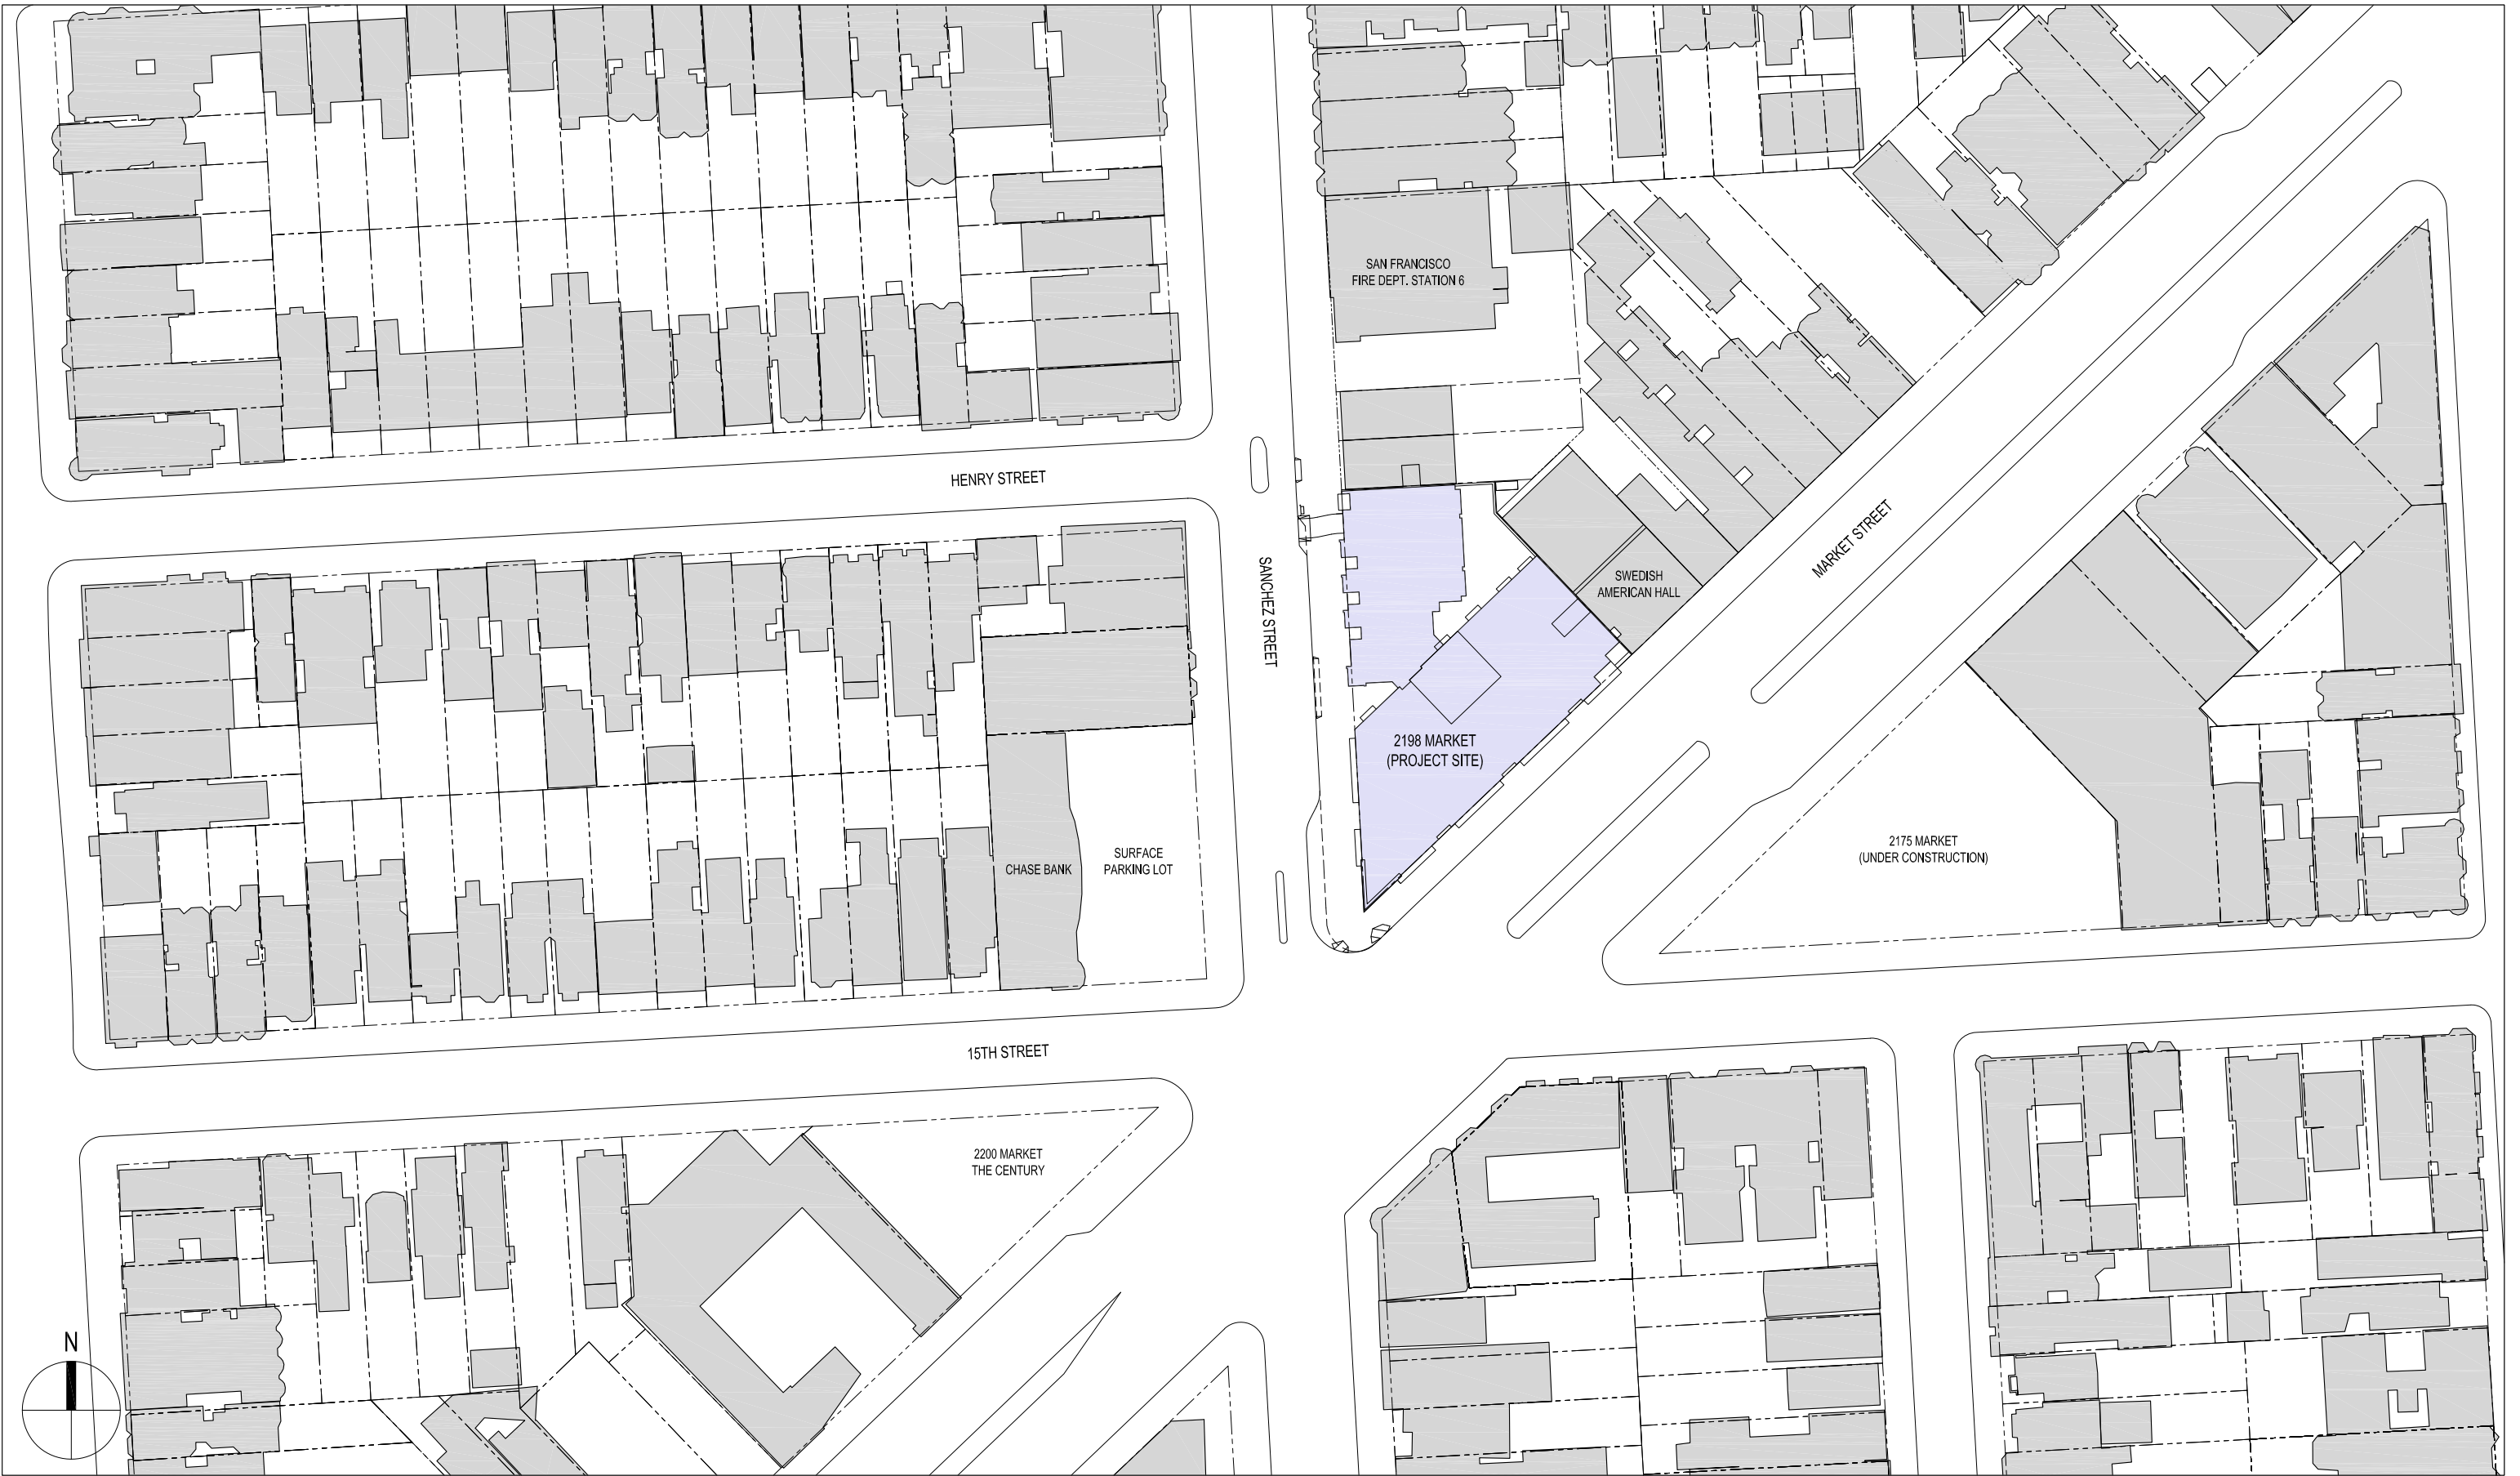 SAN FRANCISCO
FIRE DEPT. STATION 6
HENRY STREET
SANCHEZ STREET
MARKET STREET
SWEDISH
AMERICAN HALL
2198 MARKET
(PROJECT SITE)
2175 MARKET
(UNDER CONSTRUCTION)
CHASE BANK
SURFACE
PARKING LOT
15TH STREET
2200 MARKET
THE CENTURY
N